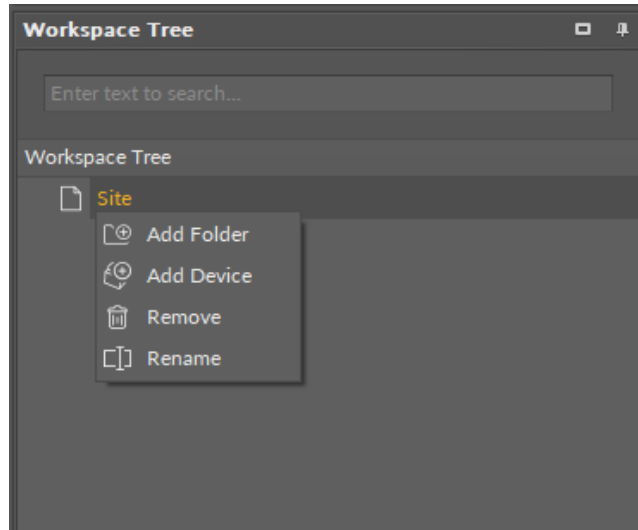 Workspace Tree
Enter text to search...
Workspace Tree
Site
Add Folder
Add Device
Remove
Rename